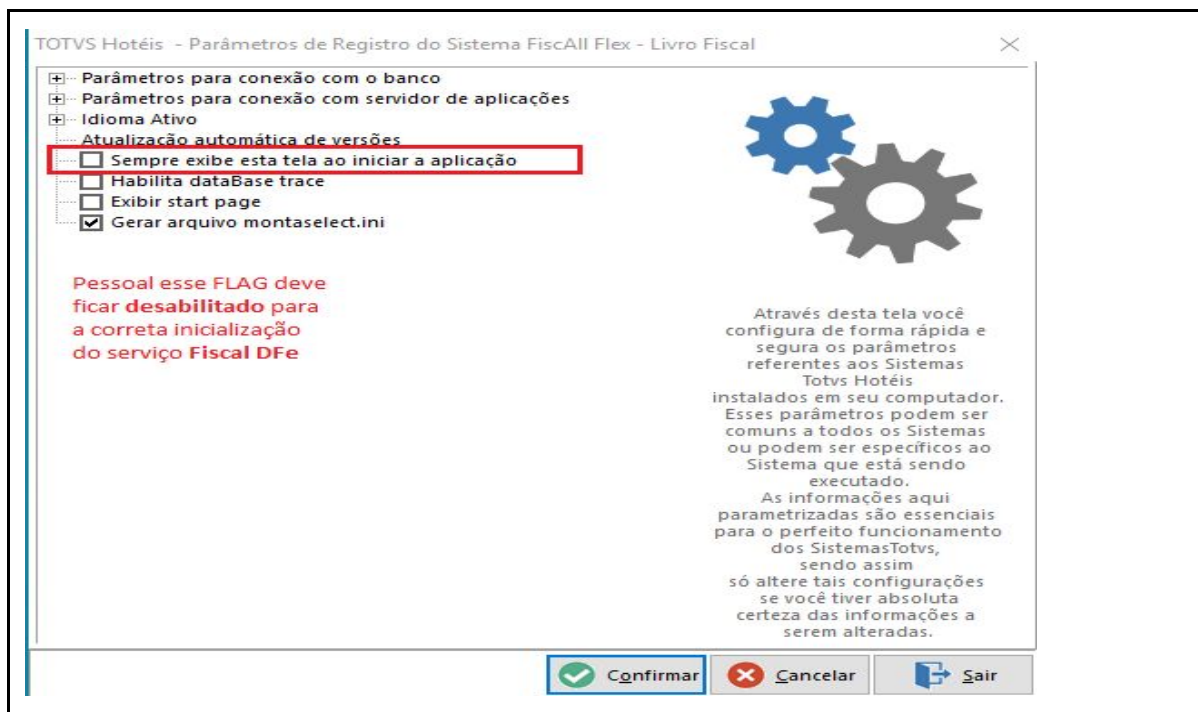 TOTVS Hotéis - Parâmetros de Registro do Sistema FiscAll Flex - Livro Fiscal
Parâmetros para conexão com o banco
Parâmetros para conexão com servidor de aplicações
Idioma Ativo
Atualização automática de versões
Sempre exibe esta tela ao iniciar a aplicação
Habilita dataBase trace
Exibir start page
Gerar arquivo montaselect.ini
Pessoal esse FLAG deve
ficar desabilitado para
a correta inicialização
do serviço Fiscal DFe
Através desta tela você
configura de forma rápida e
segura os parâmetros
referentes aos Sistemas
Totvs Hotéis
instalados em seu computador.
Esses parâmetros podem ser
comuns a todos os Sistemas
ou podem ser específicos ao
Sistema que está sendo
executado.
As informações aqui
parametrizadas são essenciais
para o perfeito funcionamento
dos SistemasTotvs,
sendo assim
só altere tais configurações
se você tiver absoluta
certeza das informações a
serem alteradas.
Confirmar
Cancelar
Sair